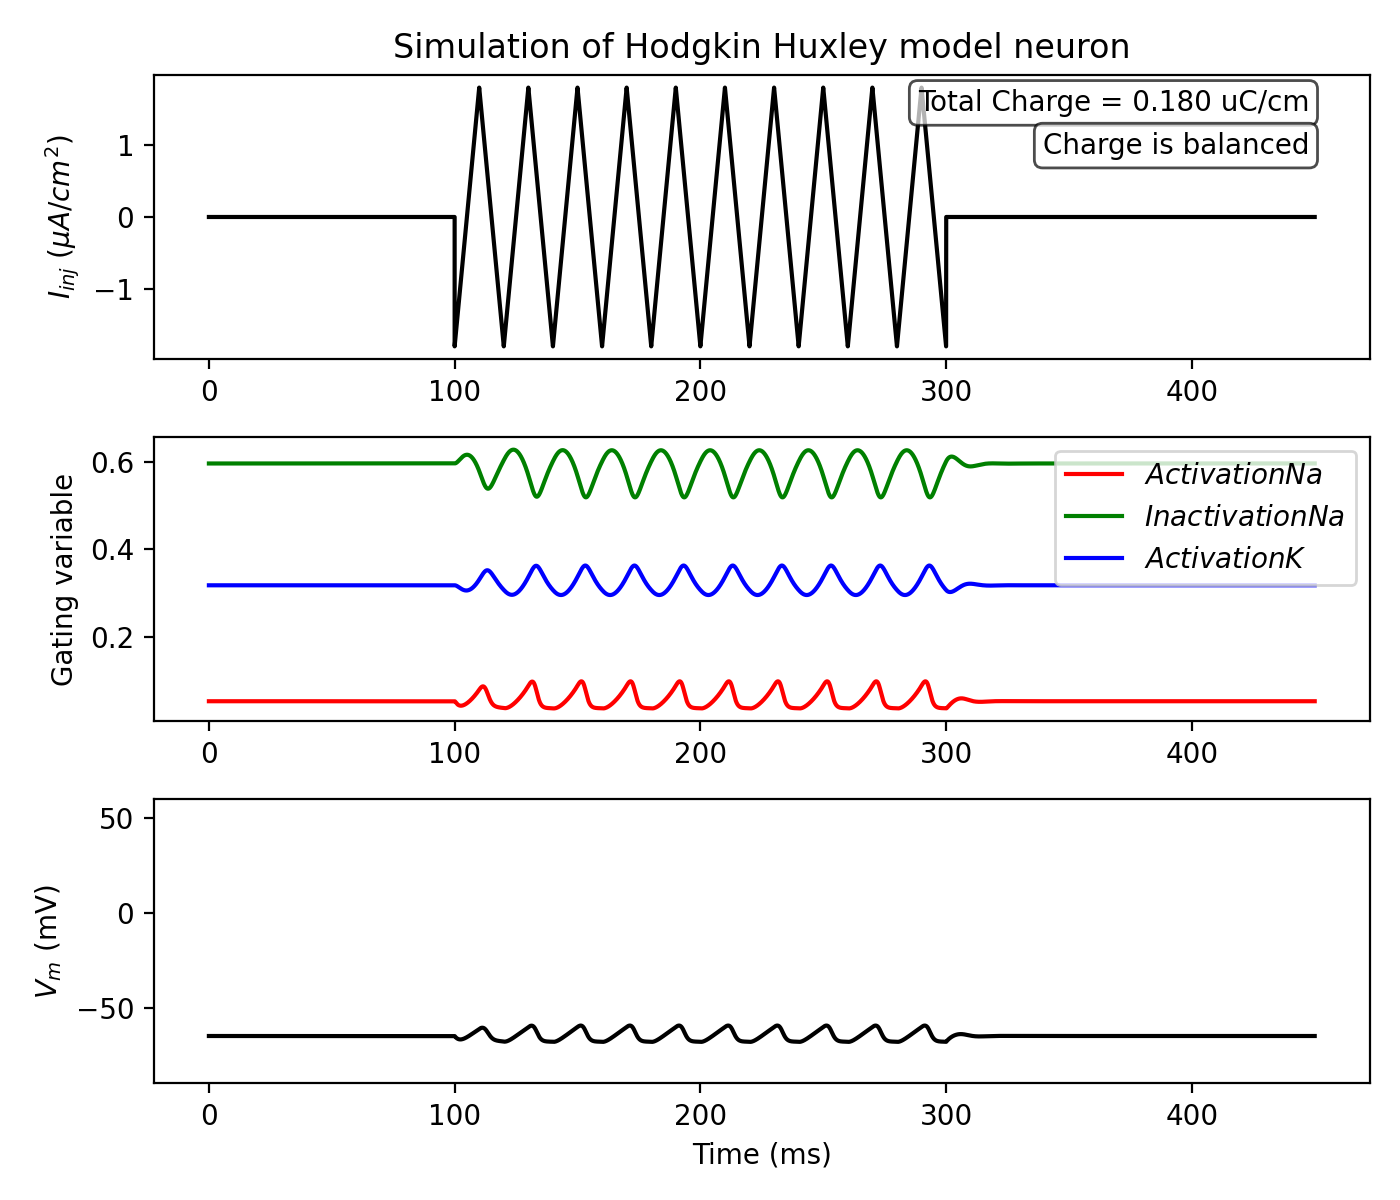 Simulation of Hodgkin Huxley model neuron
Total Charge = 0.180 uC/cm
Charge is balanced
I_inj (μA/cm²)
1
0
−1
0 100 200 300 400
Gating variable
0.6
0.4
0.2
ActivationNa
InactivationNa
ActivationK
0 100 200 300 400
V_m (mV)
50
0
−50
0 100 200 300 400
Time (ms)